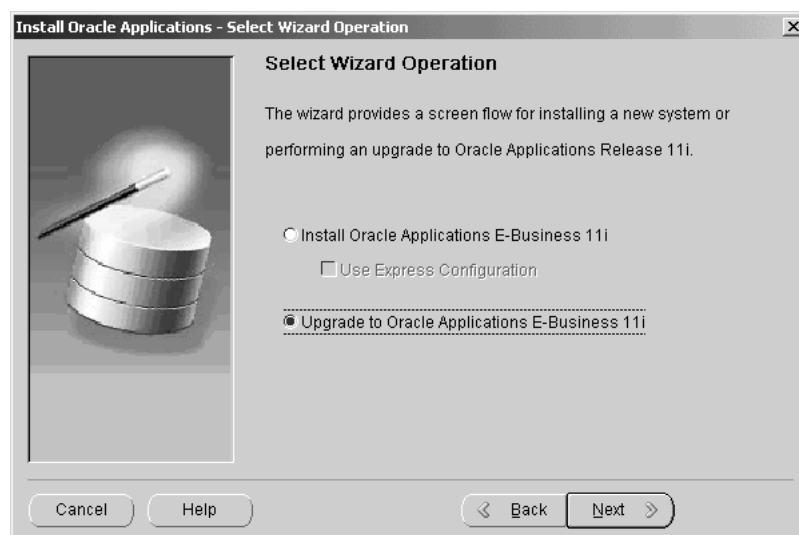 Install Oracle Applications - Select Wizard Operation
Select Wizard Operation
The wizard provides a screen flow for installing a new system or
performing an upgrade to Oracle Applications Release 11i.
Install Oracle Applications E-Business 11i
Use Express Configuration
Upgrade to Oracle Applications E-Business 11i
Cancel Help Back Next